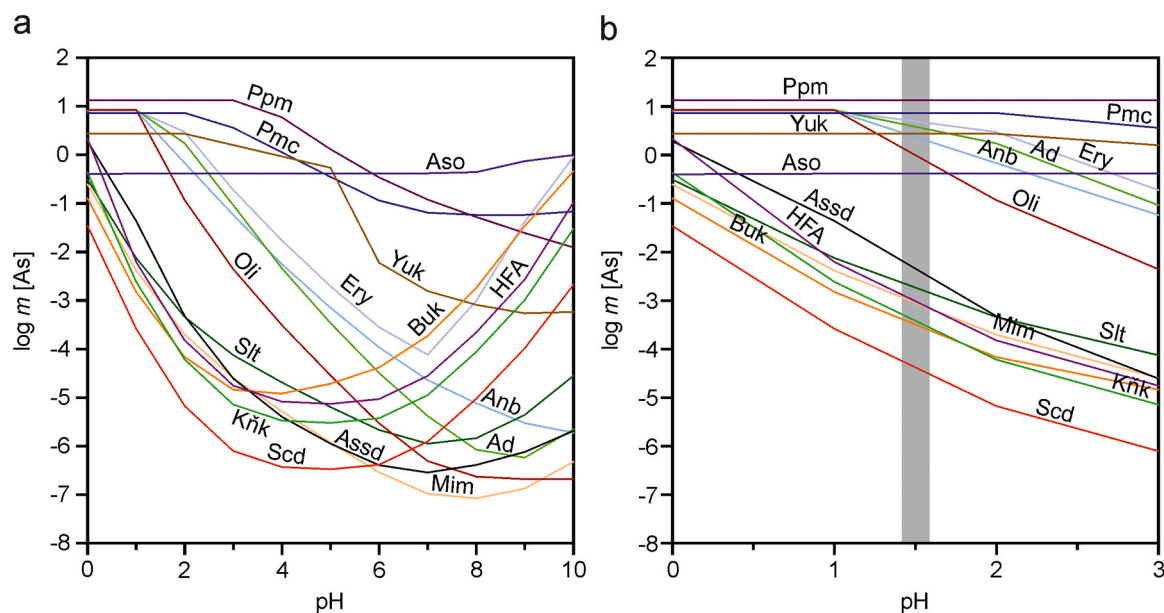 a
2
1
0
-1
-2
-3
-4
-5
-6
-7
-8
log m [As]
Ppm
Pmc
Aso
Oli
Ery
Yuk
HFA
Buk
Slt
Kňk
Scd
Assd
Anb
Ad
Mim
0 2 4 6 8 10
pH
b
2
1
0
-1
-2
-3
-4
-5
-6
-7
-8
log m [As]
Ppm
Pmc
Yuk
Ery
Ad
Anb
Aso
Oli
Assd
HFA
Buk
Mim
Slt
Kňk
Scd
0 1 2 3
pH